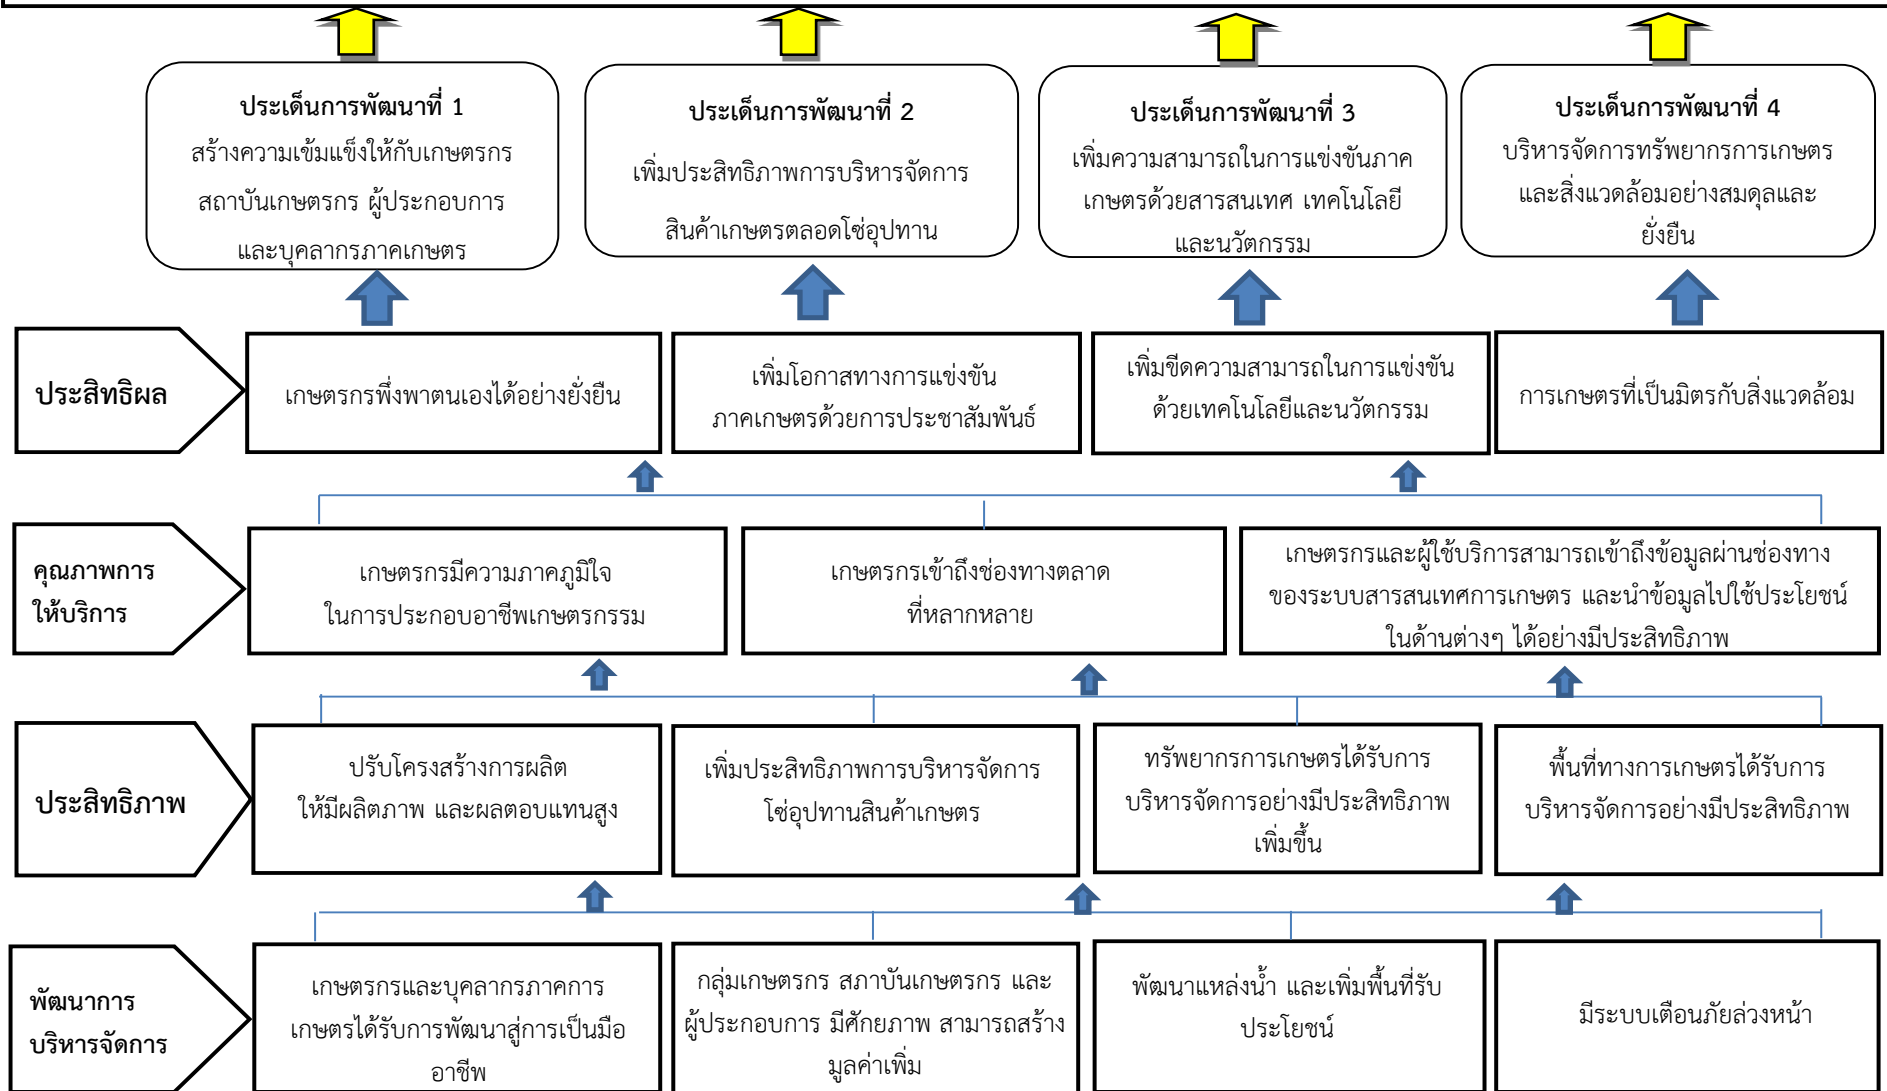 ประเด็นการพัฒนาที่ 1
สร้างความเข้มแข็งให้กับเกษตรกร
สถาบันเกษตรกร ผู้ประกอบการ
และบุคลากรภาคเกษตร
ประเด็นการพัฒนาที่ 2
เพิ่มประสิทธิภาพการบริหารจัดการ
สินค้าเกษตรตลอดโซ่อุปทาน
ประเด็นการพัฒนาที่ 3
เพิ่มความสามารถในการแข่งขันภาค
เกษตรด้วยสารสนเทศ เทคโนโลยี
และนวัตกรรม
ประเด็นการพัฒนาที่ 4
บริหารจัดการทรัพยากรการเกษตร
และสิ่งแวดล้อมอย่างสมดุลและ
ยั่งยืน
ประสิทธิผล
เกษตรกรพึ่งพาตนเองได้อย่างยั่งยืน
เพิ่มโอกาสทางการแข่งขัน
ภาคเกษตรด้วยการประชาสัมพันธ์
เพิ่มขีดความสามารถในการแข่งขัน
ด้วยเทคโนโลยีและนวัตกรรม
การเกษตรที่เป็นมิตรกับสิ่งแวดล้อม
คุณภาพการ
ให้บริการ
เกษตรกรมีความภาคภูมิใจ
ในการประกอบอาชีพเกษตรกรรม
เกษตรกรเข้าถึงช่องทางตลาด
ที่หลากหลาย
เกษตรกรและผู้ใช้บริการสามารถเข้าถึงข้อมูลผ่านช่องทาง
ของระบบสารสนเทศการเกษตร และนำข้อมูลไปใช้ประโยชน์
ในด้านต่างๆ ได้อย่างมีประสิทธิภาพ
ประสิทธิภาพ
ปรับโครงสร้างการผลิต
ให้มีผลิตภาพ และผลตอบแทนสูง
เพิ่มประสิทธิภาพการบริหารจัดการ
โซ่อุปทานสินค้าเกษตร
ทรัพยากรการเกษตรได้รับการ
บริหารจัดการอย่างมีประสิทธิภาพ
เพิ่มขึ้น
พื้นที่ทางการเกษตรได้รับการ
บริหารจัดการอย่างมีประสิทธิภาพ
พัฒนาการ
บริหารจัดการ
เกษตรกรและบุคลากรภาคการ
เกษตรได้รับการพัฒนาสู่การเป็นมือ
อาชีพ
กลุ่มเกษตรกร สภาบันเกษตรกร และ
ผู้ประกอบการ มีศักยภาพ สามารถสร้าง
มูลค่าเพิ่ม
พัฒนาแหล่งน้ำ และเพิ่มพื้นที่รับ
ประโยชน์
มีระบบเตือนภัยล่วงหน้า